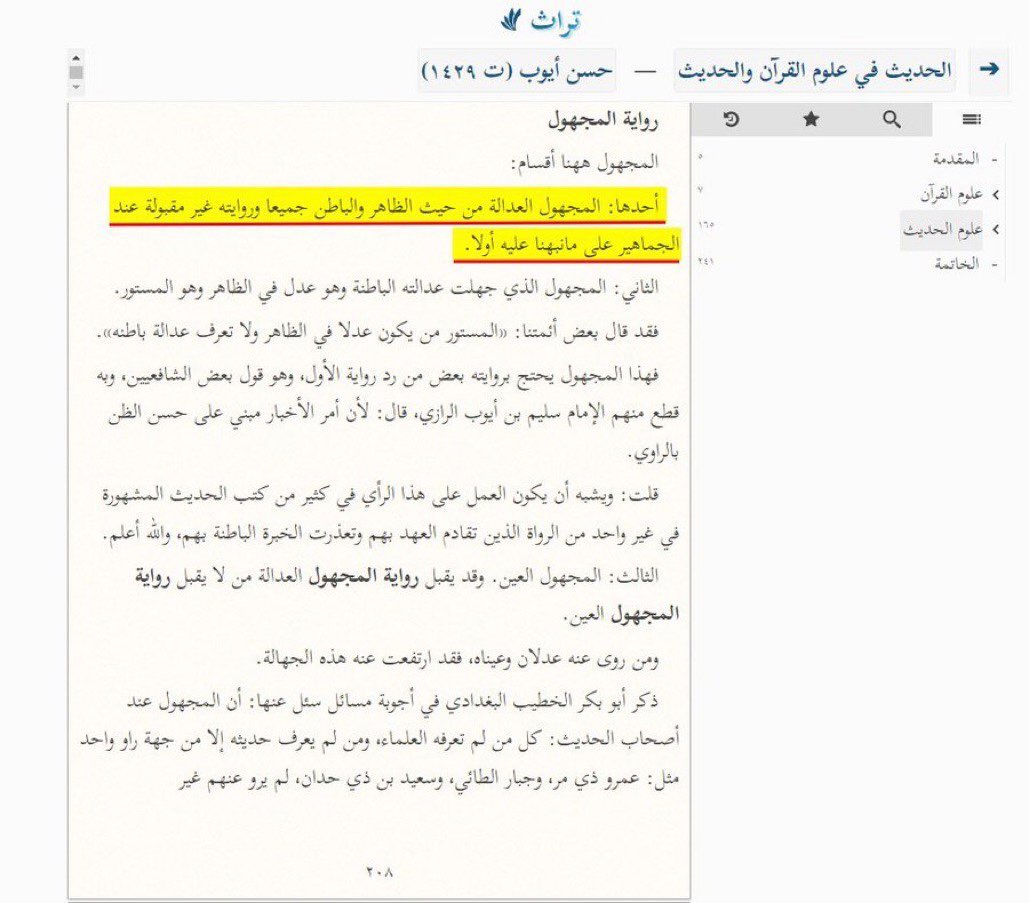 تراث
الحديث في علوم القرآن والحديث — حسن أيوب (ت ١٤٢٩)
- المقدمة ٥
علوم القرآن ٧
علوم الحديث ١٦٥
- الخاتمة ٢٤١
رواية المجهول
المجهول ههنا أقسام:
أحدها: المجهول العدالة من حيث الظاهر والباطن جميعا وروايته غير مقبولة عند
الجماهير على مانبهنا عليه أولا.
الثاني: المجهول الذي جهلت عدالته الباطنة وهو عدل في الظاهر وهو المستور.
فقد قال بعض أئمتنا: «المستور من يكون عدلا في الظاهر ولا تعرف عدالة باطنه».
فهذا المجهول يحتج بروايته بعض من رد رواية الأول، وهو قول بعض الشافعيين، وبه
قطع منهم الإمام سليم بن أيوب الرازي، قال: لأن أمر الأخبار مبني على حسن الظن
بالراوي.
قلت: ويشبه أن يكون العمل على هذا الرأي في كثير من كتب الحديث المشهورة
في غير واحد من الرواة الذين تقادم العهد بهم وتعذرت الخبرة الباطنة بهم، والله أعلم.
الثالث: المجهول العين. وقد يقبل رواية المجهول العدالة من لا يقبل رواية
المجهول العين.
ومن روى عنه عدلان وعيناه، فقد ارتفعت عنه هذه الجهالة.
ذكر أبو بكر الخطيب البغدادي في أجوبة مسائل سئل عنها: أن المجهول عند
أصحاب الحديث: كل من لم تعرفه العلماء، ومن لم يعرف حديثه إلا من جهة راو واحد
مثل: عمرو ذي مر، وجبار الطائي، وسعيد بن ذي حدان، لم يرو عنهم غير
٢٠٨